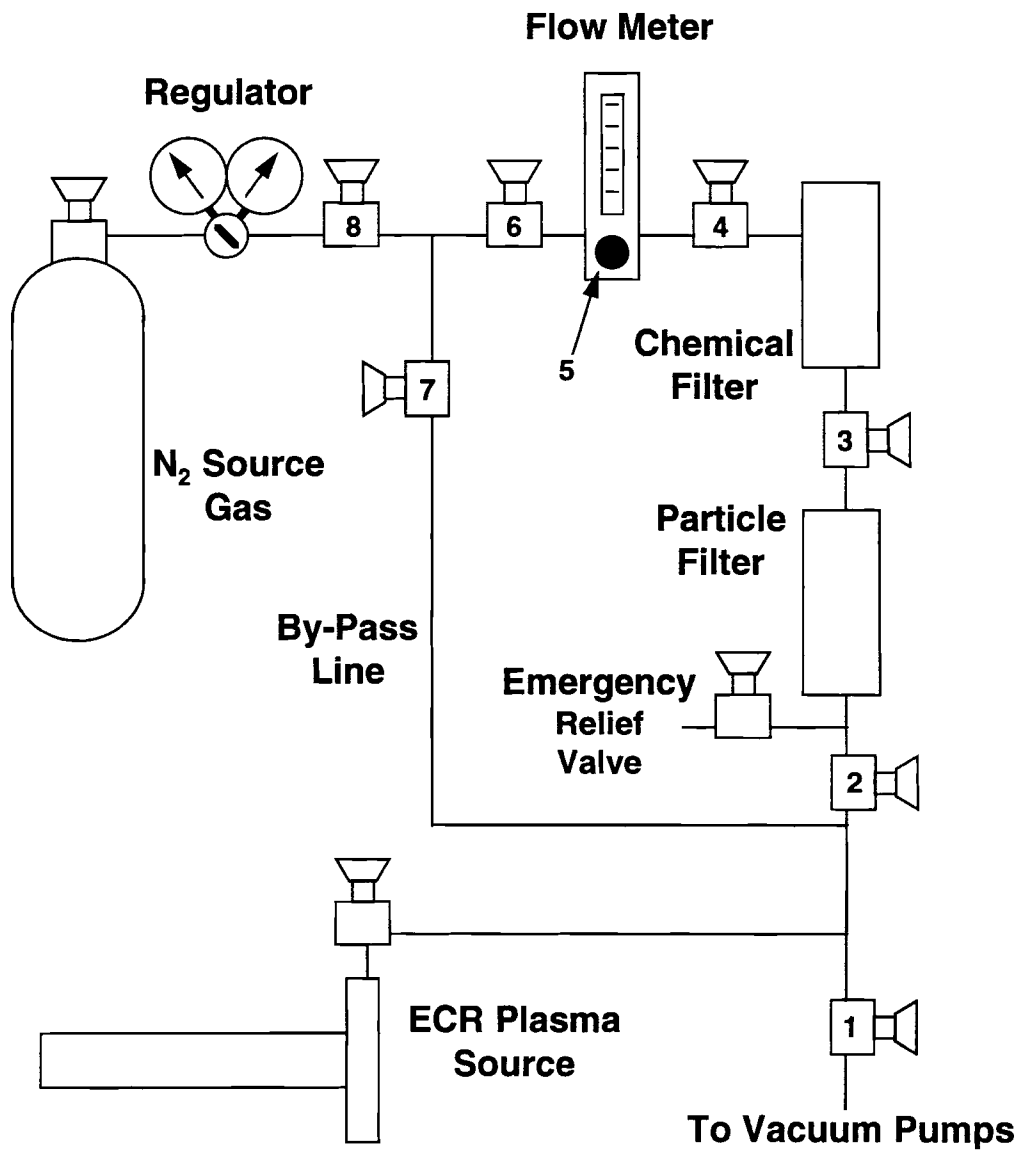 Flow Meter
Regulator
8
6
4
5
Chemical
Filter
7
3
N₂ Source
Gas
Particle
Filter
By-Pass
Line
Emergency
Relief
Valve
2
ECR Plasma
Source
1
To Vacuum Pumps